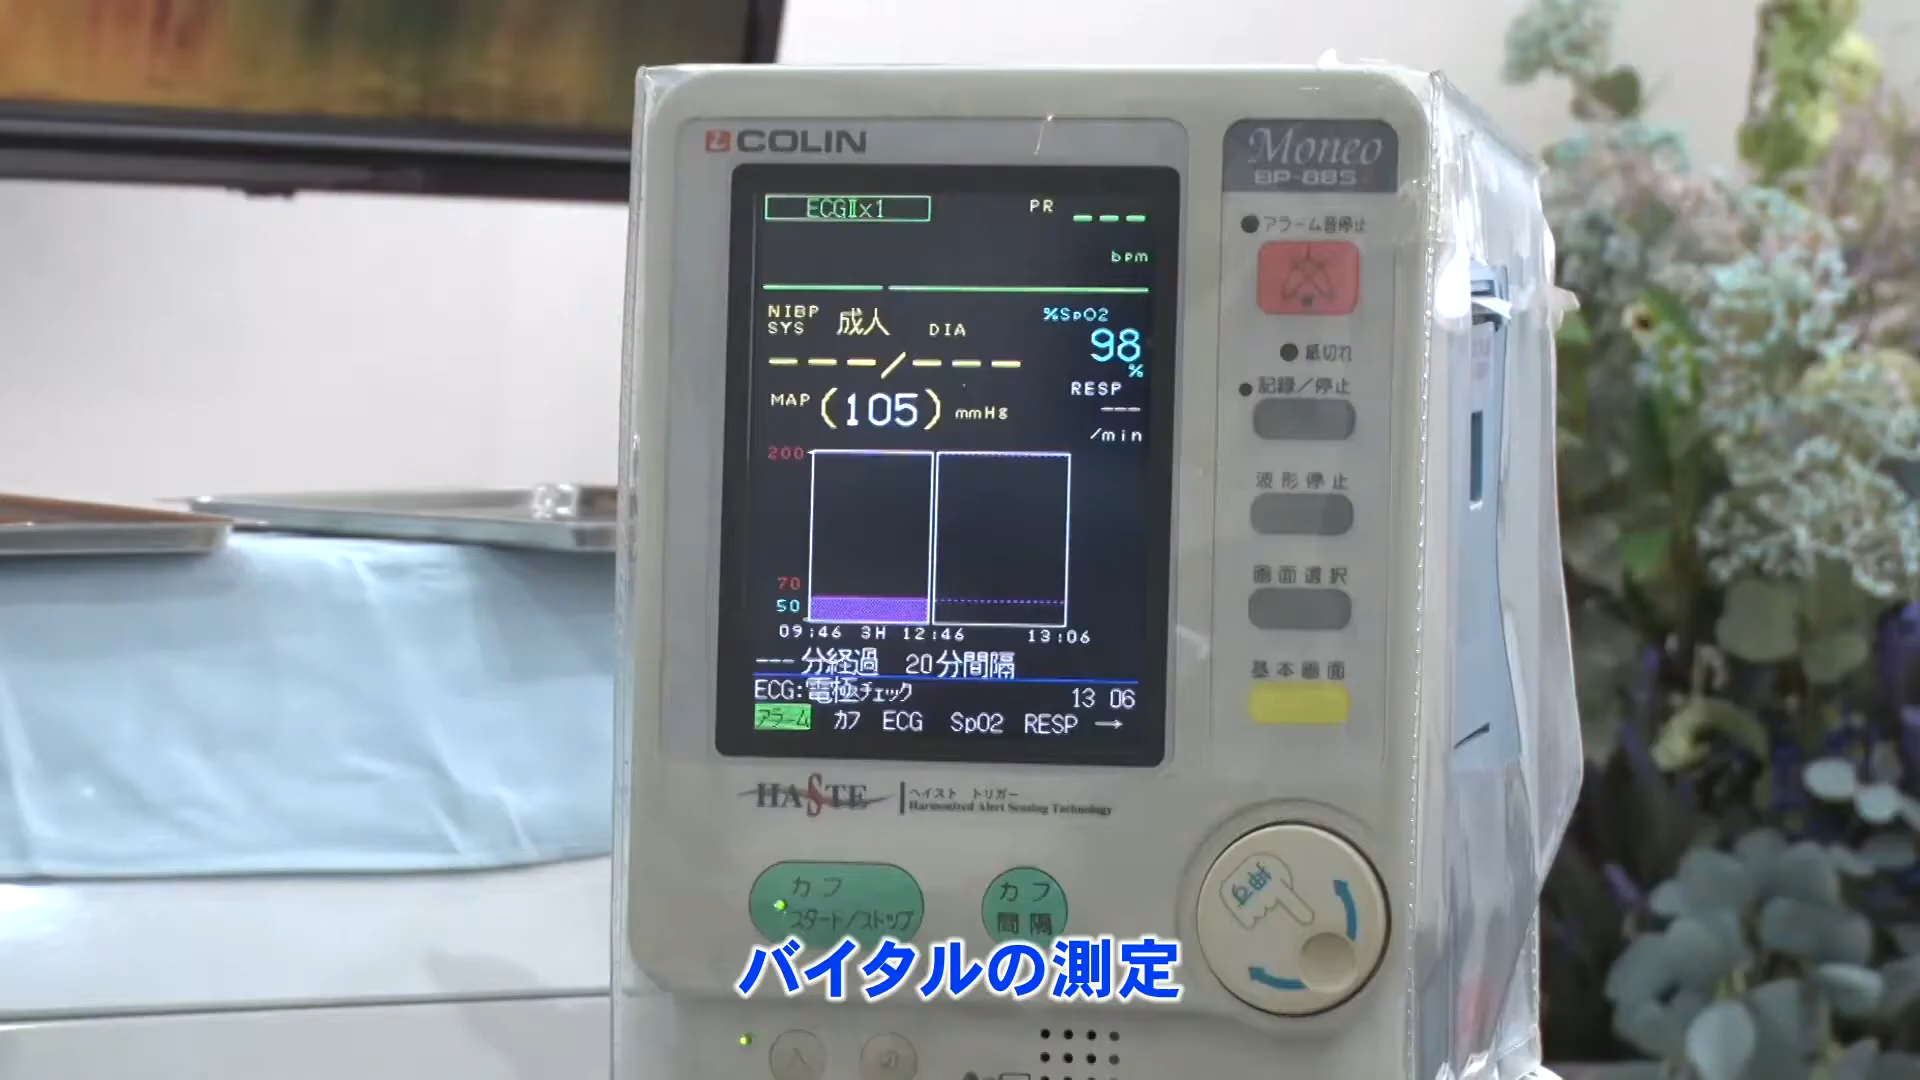 COLIN
Moneo
BP-88S
ECGⅡx1
PR ---
bpm
NIBP
SYS 成人 DIA
---/---
%SpO2
98
%
MAP (105) mmHg
RESP
---
/min
200
70
50
09:46 3H 12:46 13:06
--- 分経過 20分間隔
ECG:電極チェック 13 06
アラーム カフ ECG SpO2 RESP →
アラーム音停止
紙切れ
記録/停止
波形停止
画面選択
基本画面
HASTE
ヘイスト トリガー
Harmonized Alert Sensing Technology
カフ
スタート/ストップ
カフ
間隔
バイタルの測定